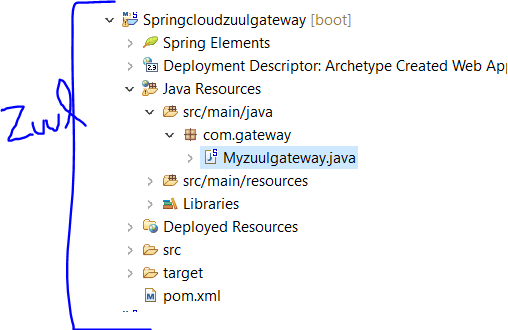 Springcloudzuulgateway [boot]
Spring Elements
Deployment Descriptor: Archetype Created Web App
Java Resources
src/main/java
Zuul
com.gateway
Myzuulgateway.java
src/main/resources
Libraries
Deployed Resources
src
target
pom.xml